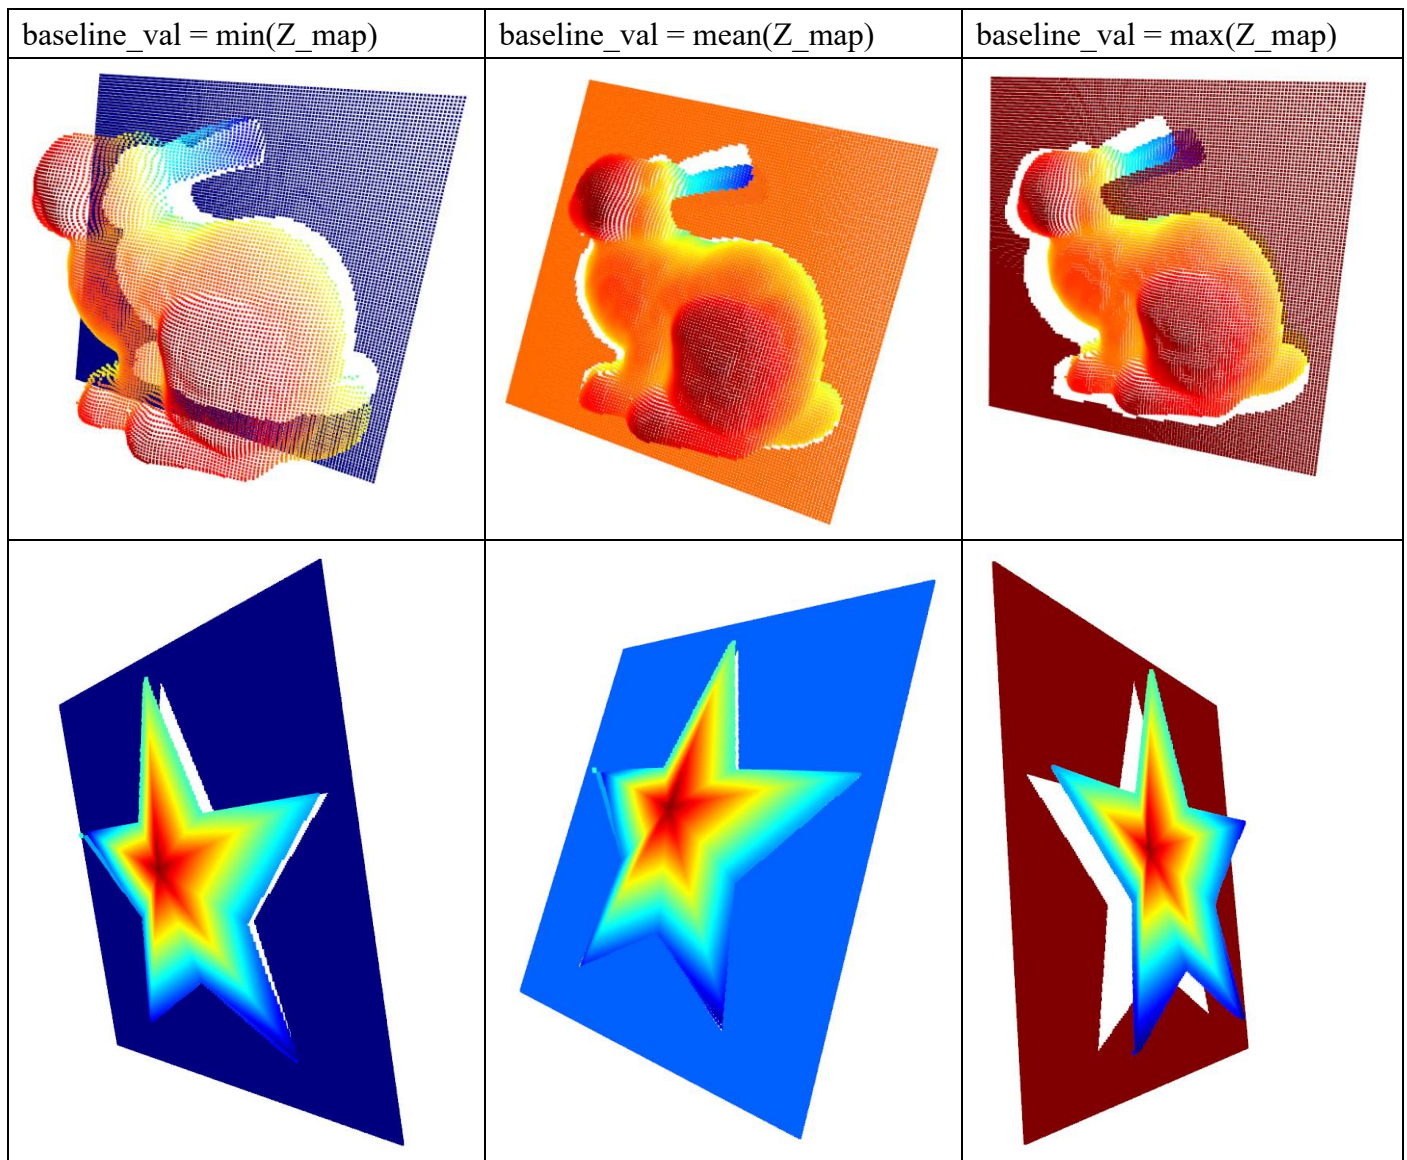 baseline_val = min(Z_map)
baseline_val = mean(Z_map)
baseline_val = max(Z_map)